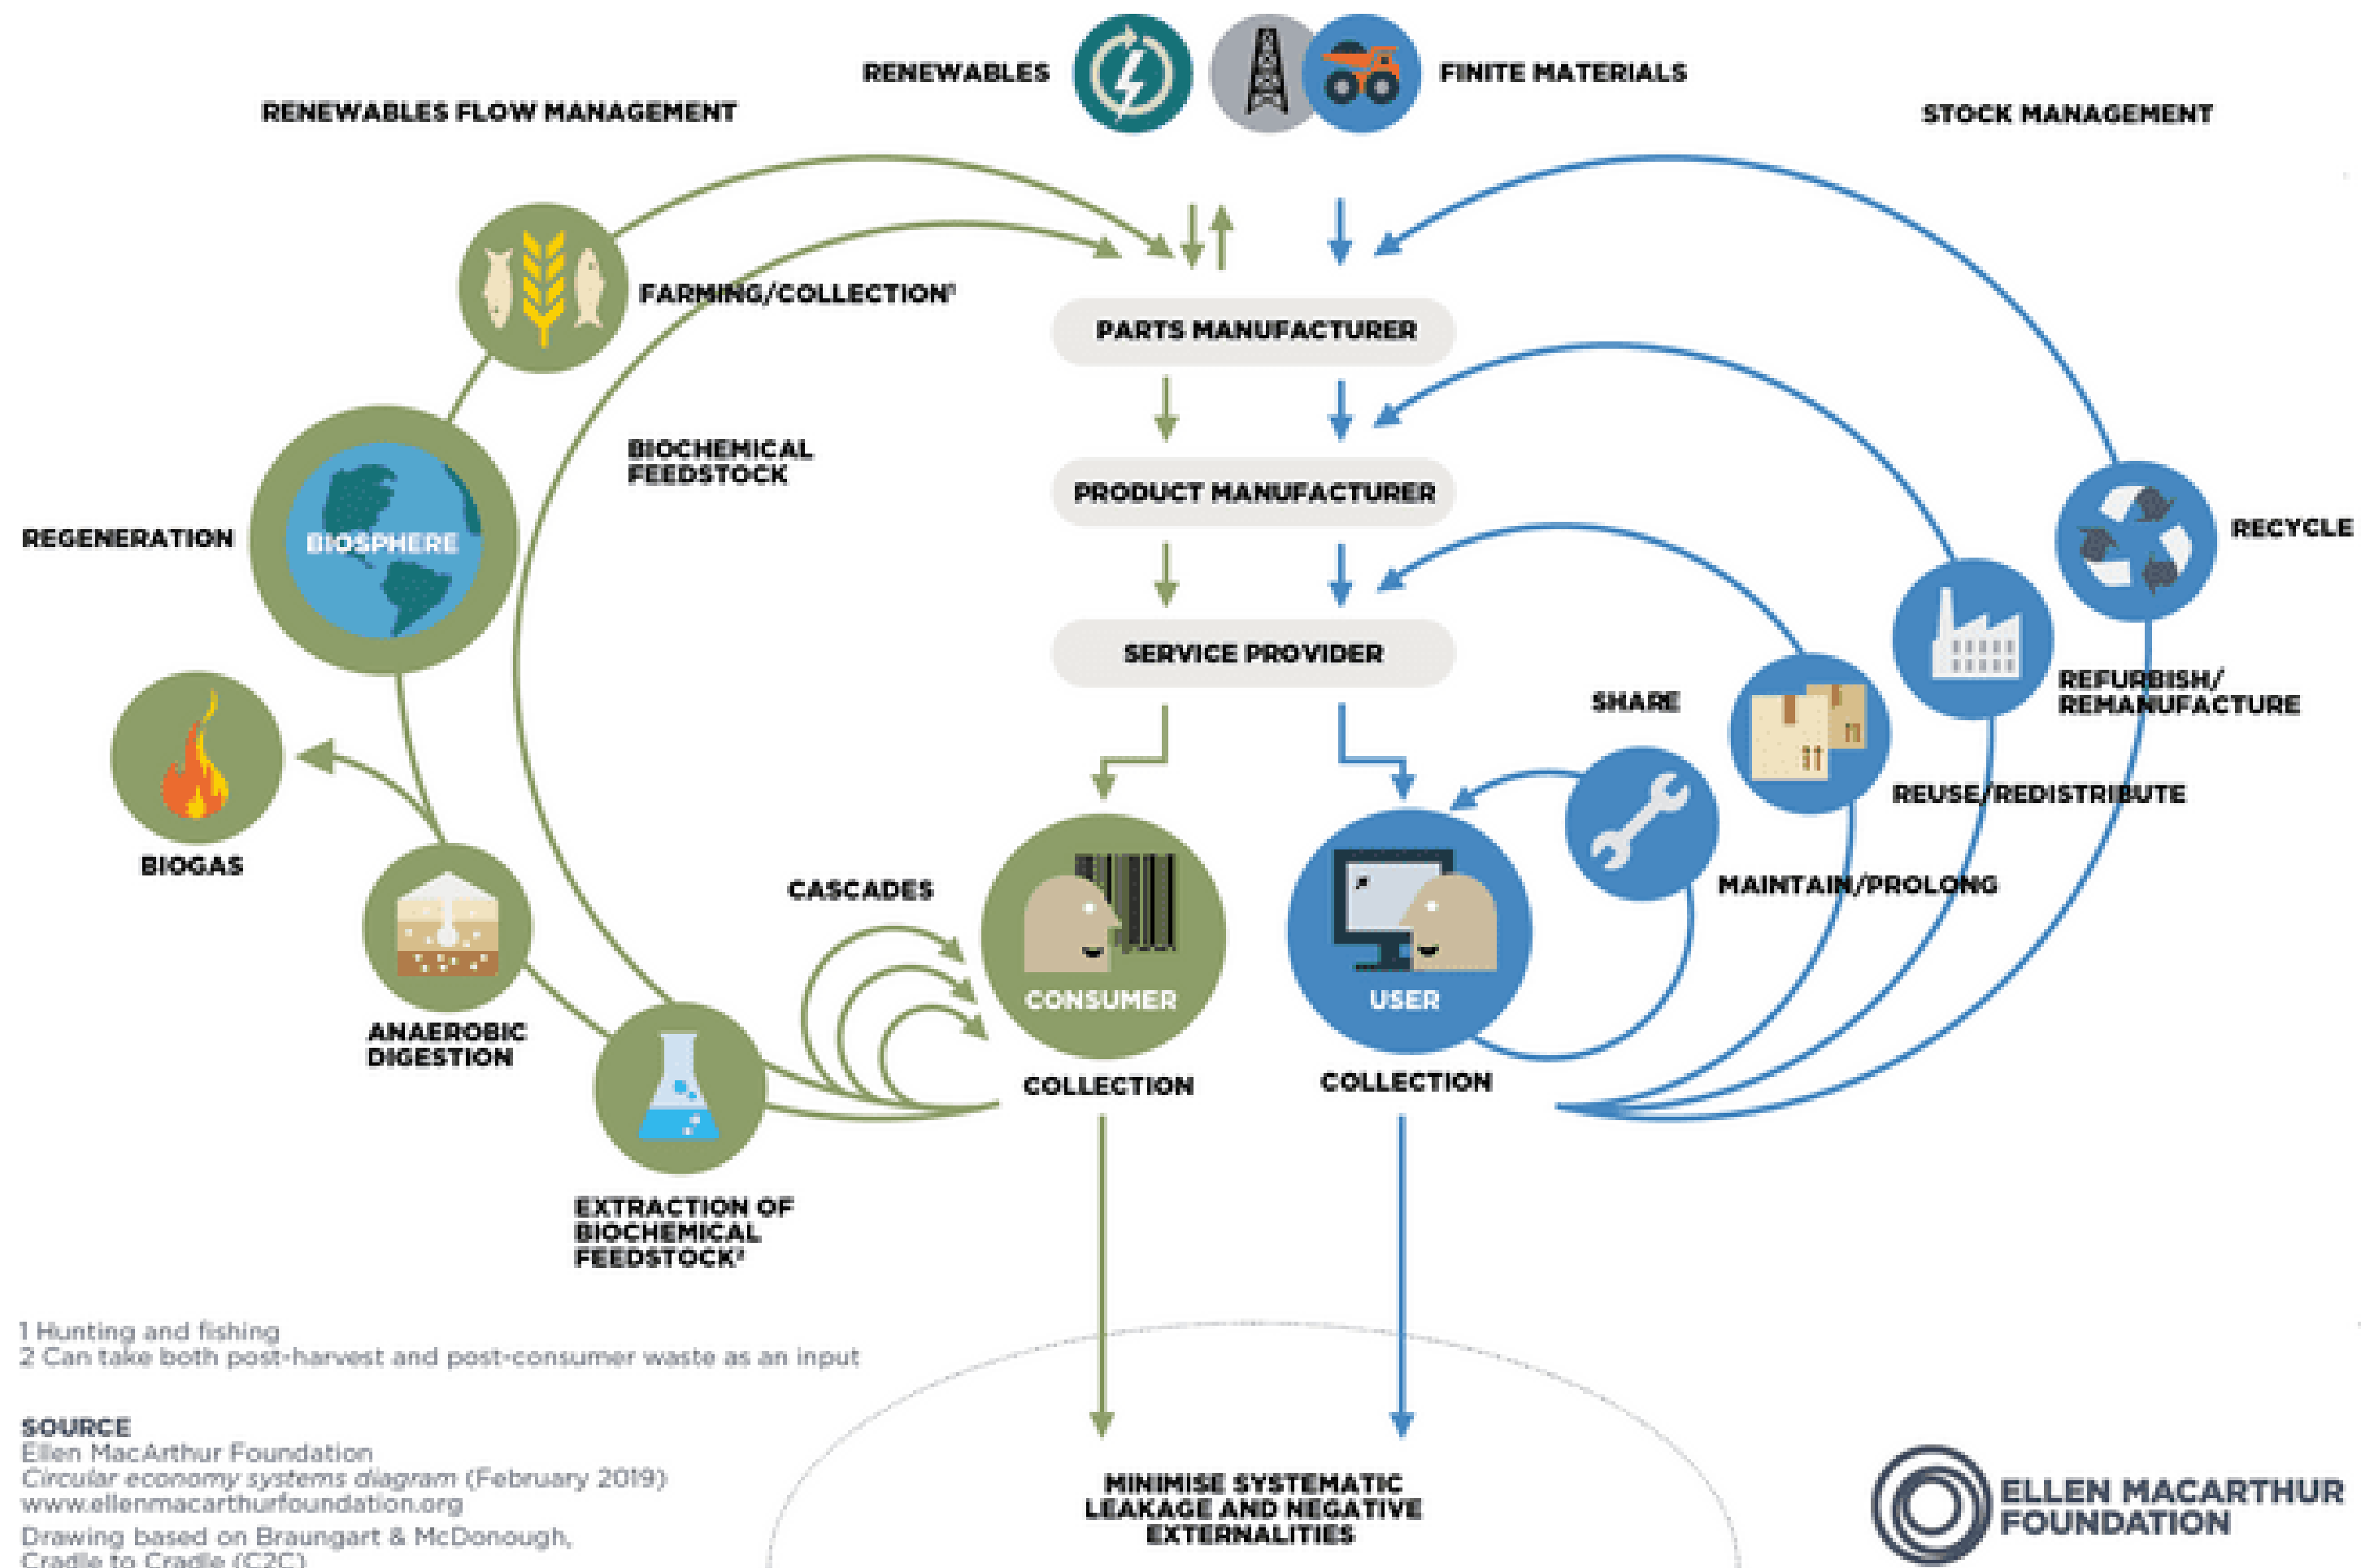 RENEWABLES
FINITE MATERIALS
RENEWABLES FLOW MANAGEMENT
STOCK MANAGEMENT
FARMING/COLLECTION¹
PARTS MANUFACTURER
BIOCHEMICAL
FEEDSTOCK
PRODUCT MANUFACTURER
REGENERATION
BIOSPHERE
RECYCLE
SERVICE PROVIDER
SHARE
REFURBISH/
REMANUFACTURE
REUSE/REDISTRIBUTE
BIOGAS
CASCADES
MAINTAIN/PROLONG
CONSUMER
USER
ANAEROBIC
DIGESTION
COLLECTION
COLLECTION
EXTRACTION OF
BIOCHEMICAL
FEEDSTOCK²
1 Hunting and fishing
2 Can take both post-harvest and post-consumer waste as an input
SOURCE
Ellen MacArthur Foundation
Circular economy systems diagram (February 2019)
www.ellenmacarthurfoundation.org
Drawing based on Braungart & McDonough,
Cradle to Cradle (C2C)
MINIMISE SYSTEMATIC
LEAKAGE AND NEGATIVE
EXTERNALITIES
ELLEN MACARTHUR
FOUNDATION